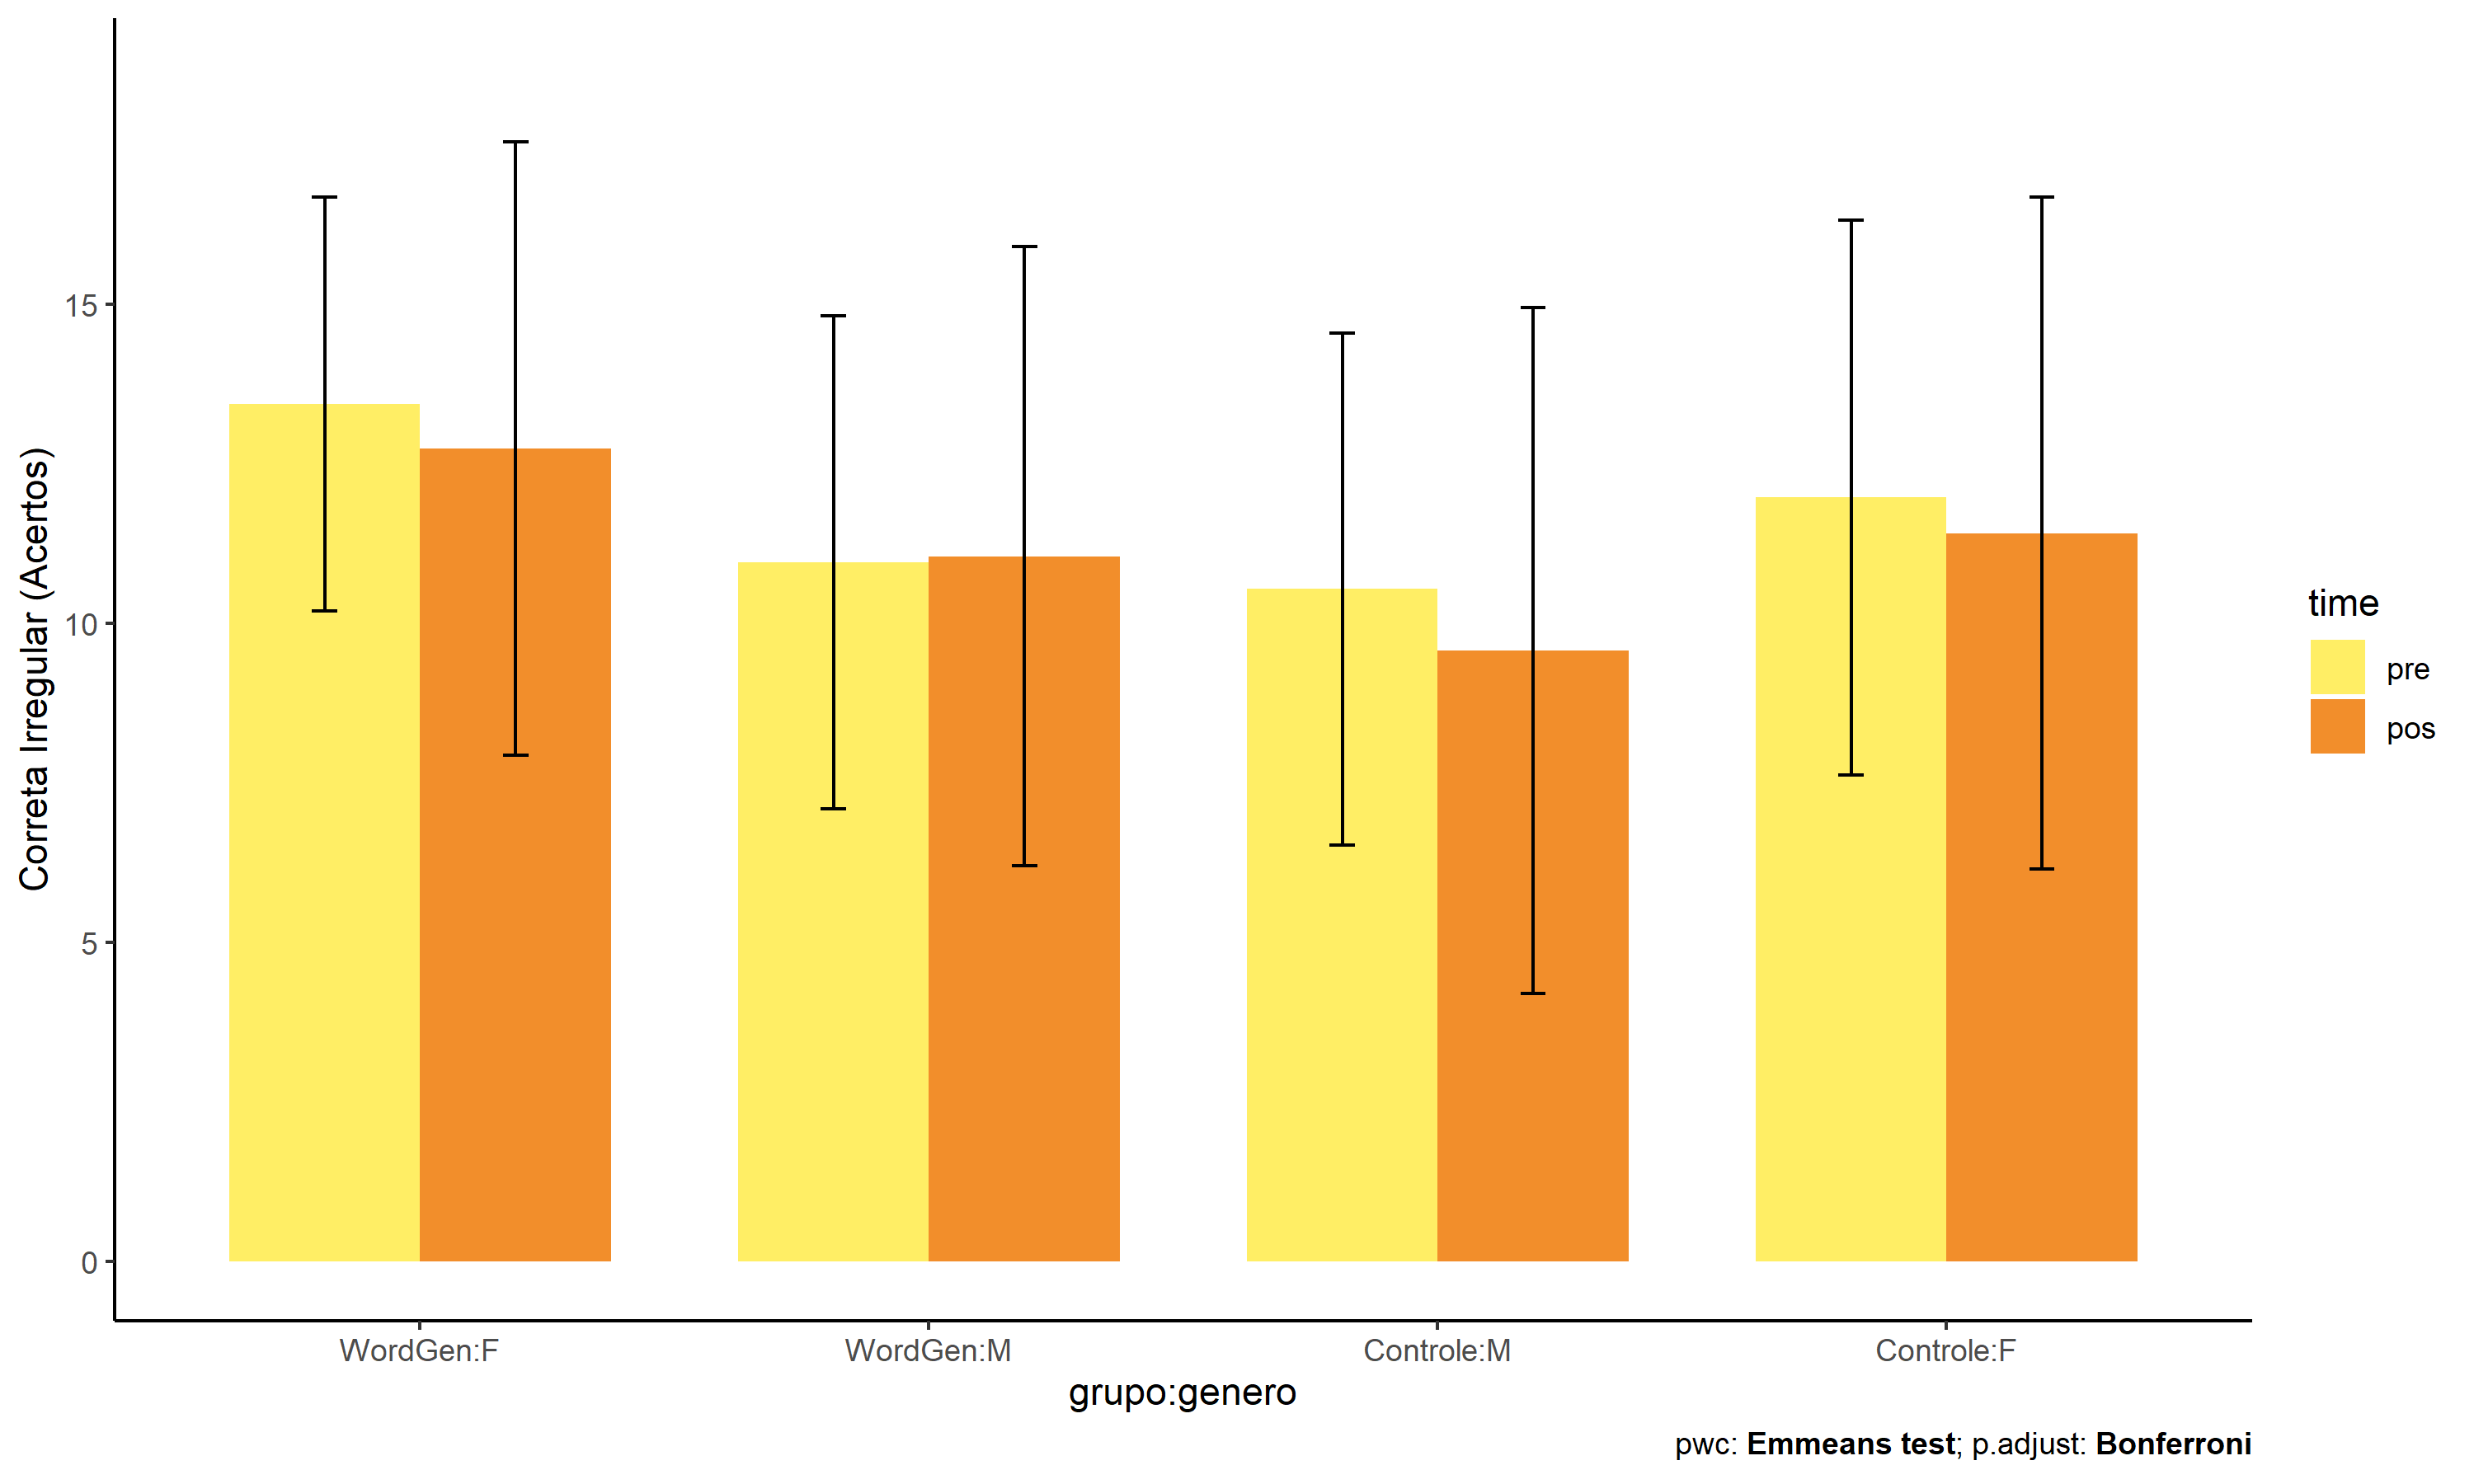 Correta Irregular (Acertos)
15
10
5
0
WordGen:F WordGen:M Controle:M Controle:F
grupo:genero
time
pre
pos
pwc: Emmeans test; p.adjust: Bonferroni